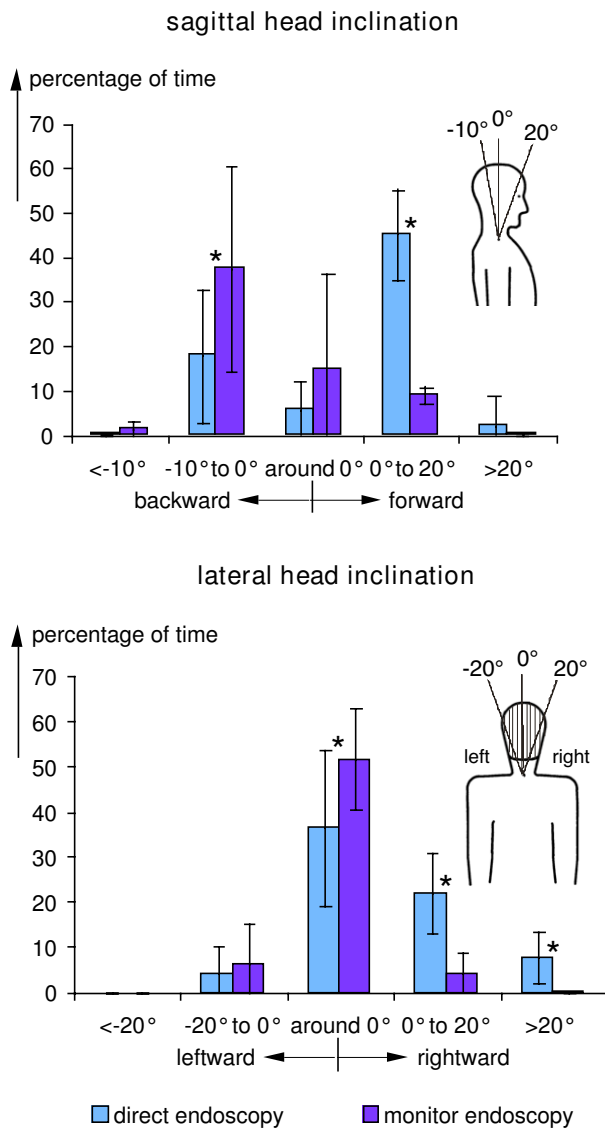 sagittal head inclination
percentage of time
70
60
50
40
30
20
10
0
-10°
0°
20°
*
*
<-10° -10° to 0° around 0° 0° to 20° >20°
backward forward
lateral head inclination
percentage of time
70
60
50
40
30
20
10
0
-20°
0°
20°
left right
*
*
*
<-20° -20° to 0° around 0° 0° to 20° >20°
leftward rightward
direct endoscopy monitor endoscopy